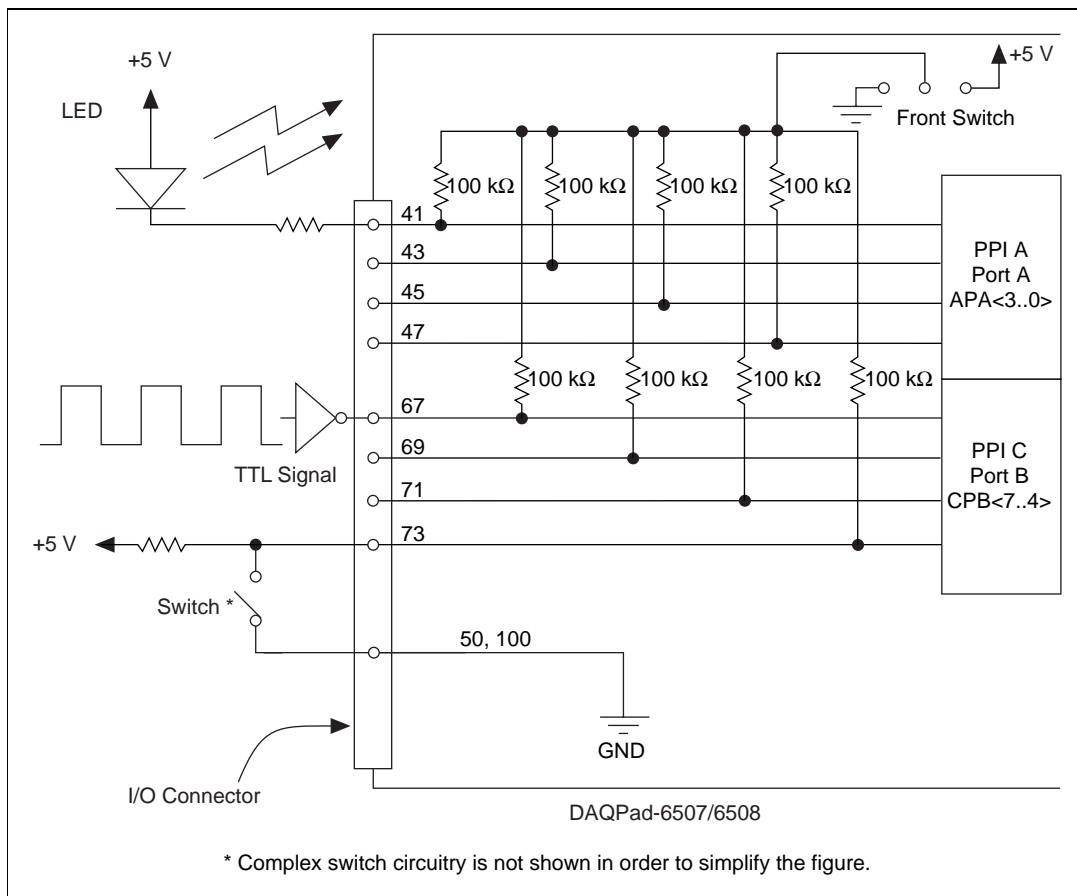 +5 V
LED
+5 V
Front Switch
100 kΩ
100 kΩ
100 kΩ
100 kΩ
41
43
45
47
PPI A
Port A
APA<3..0>
100 kΩ
100 kΩ
100 kΩ
100 kΩ
67
69
71
73
TTL Signal
PPI C
Port B
CPB<7..4>
+5 V
Switch *
50, 100
GND
I/O Connector
DAQPad-6507/6508
* Complex switch circuitry is not shown in order to simplify the figure.